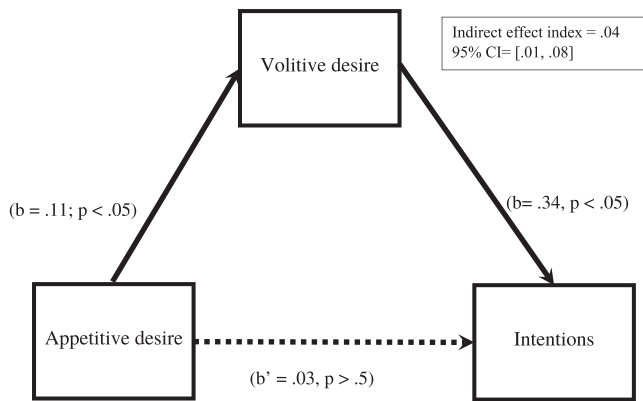 Indirect effect index = .04
95% CI= [.01, .08]
Volitive desire
(b = .11; p < .05)
(b= .34, p < .05)
Appetitive desire
Intentions
(b’ = .03, p > .5)